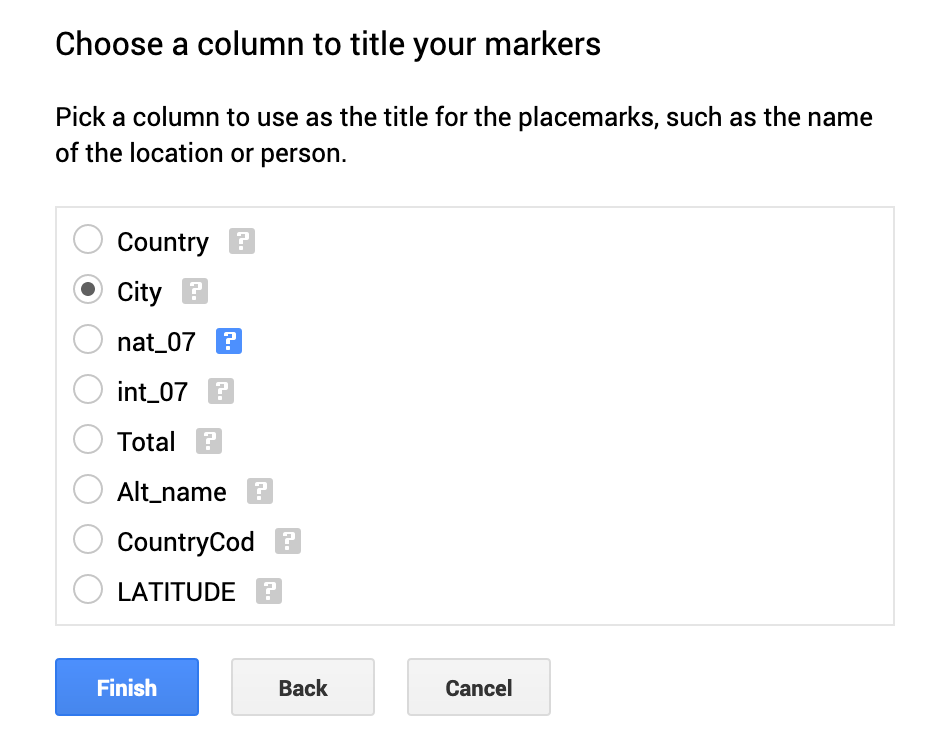 Choose a column to title your markers
Pick a column to use as the title for the placemarks, such as the name
of the location or person.
Country ?
City ?
nat_07 ?
int_07 ?
Total ?
Alt_name ?
CountryCod ?
LATITUDE ?
Finish Back Cancel